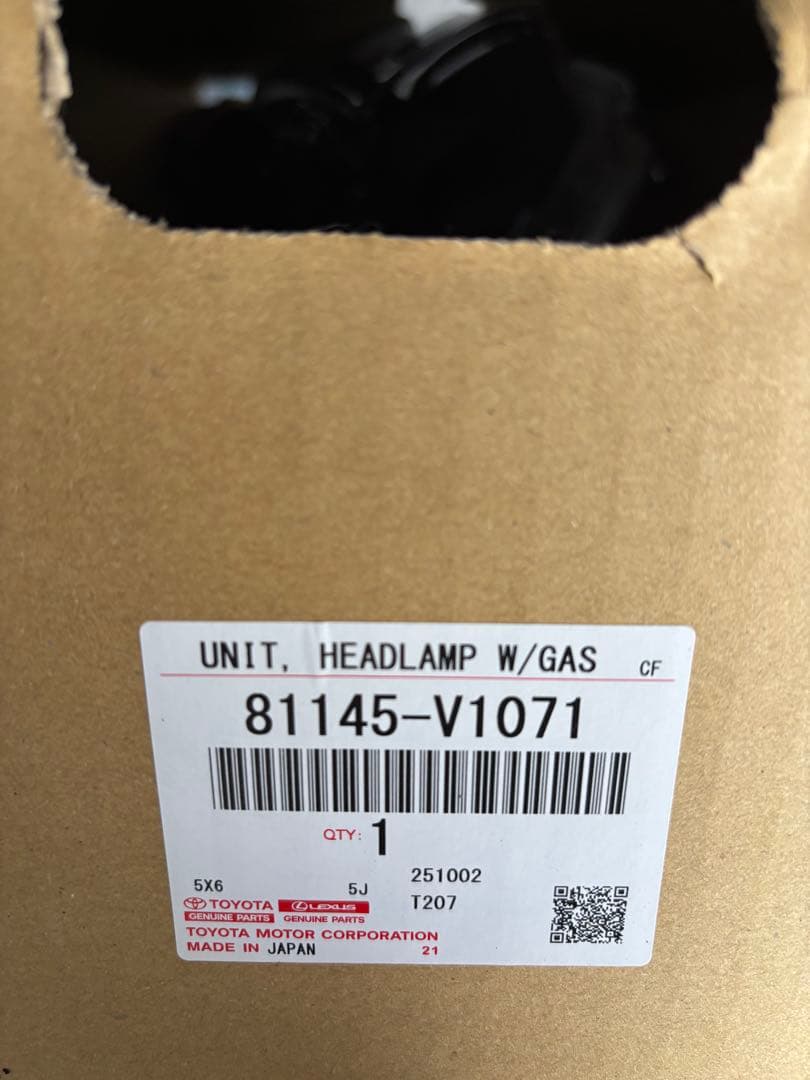 UNIT, HEADLAMP W/GAS CF
81145-V1071
QTY: 1
5X6 5J 251002
TOYOTA LEXUS T207
GENUINE PARTS GENUINE PARTS
TOYOTA MOTOR CORPORATION
MADE IN JAPAN 21